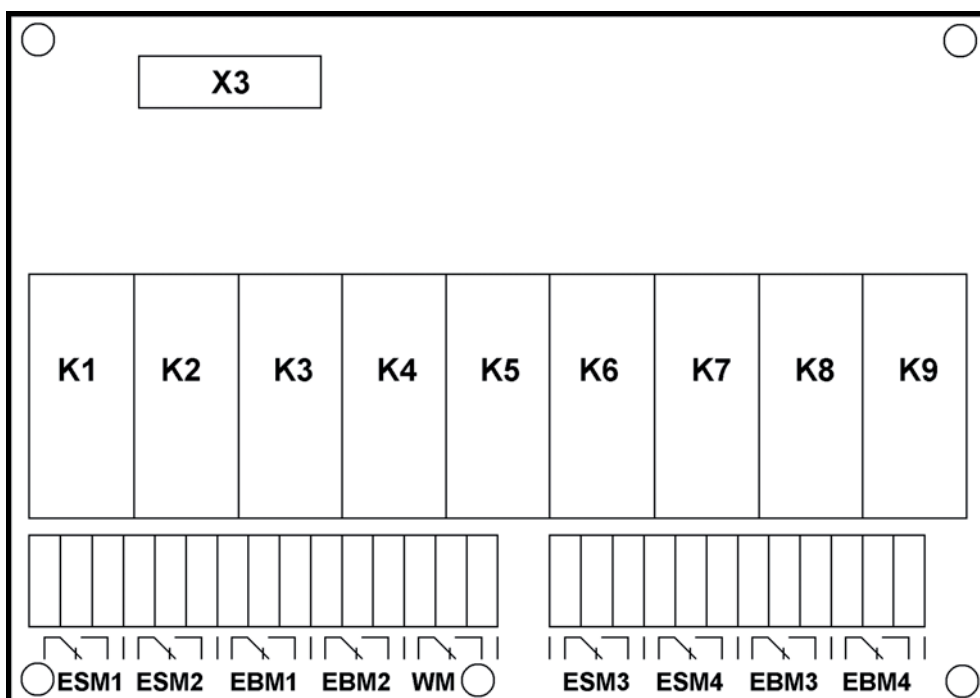 X3
K1 K2 K3 K4 K5 K6 K7 K8 K9
ESM1 ESM2 EBM1 EBM2 WM ESM3 ESM4 EBM3 EBM4